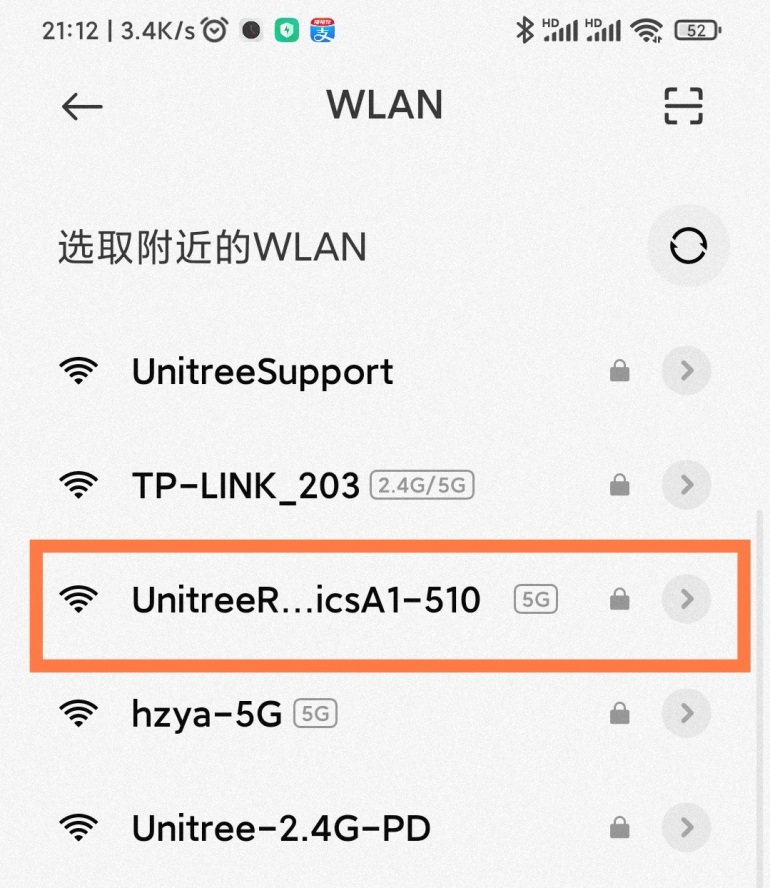 21:12 | 3.4K/s HD HD 52
WLAN
选取附近的WLAN
UnitreeSupport
TP-LINK_203 2.4G/5G
UnitreeR...icsA1-510 5G
hzya-5G 5G
Unitree-2.4G-PD